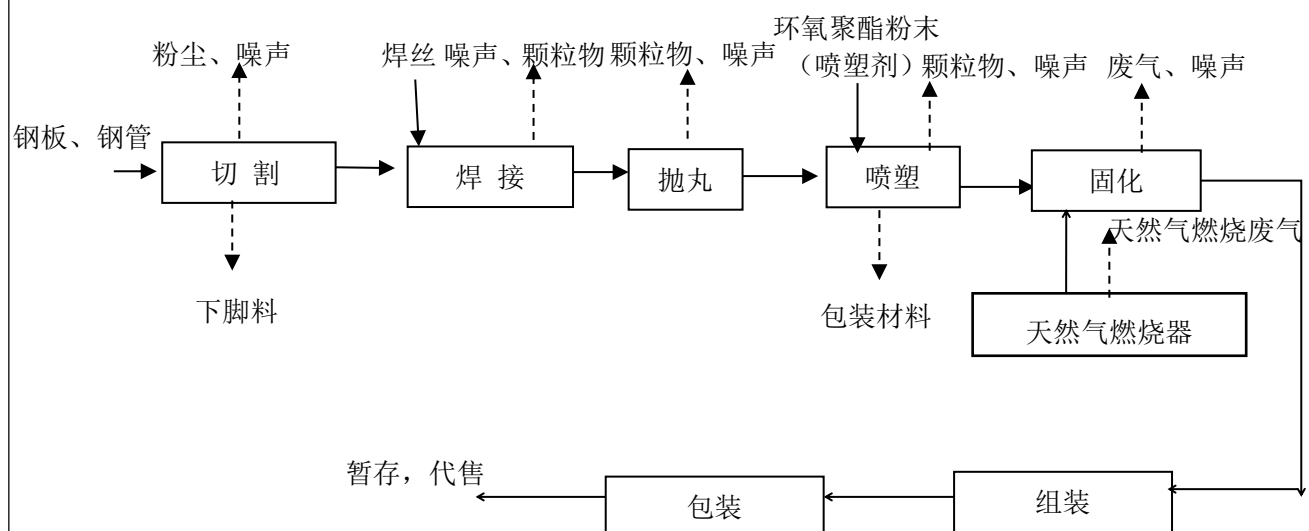 环氧聚酯粉末
粉尘、噪声
焊丝 噪声、颗粒物 颗粒物、噪声
（喷塑剂）颗粒物、噪声
废气、噪声
钢板、钢管
切 割
焊 接
抛丸
喷塑
固化
天然气燃烧废气
下脚料
包装材料
天然气燃烧器
暂存，代售
包装
组装